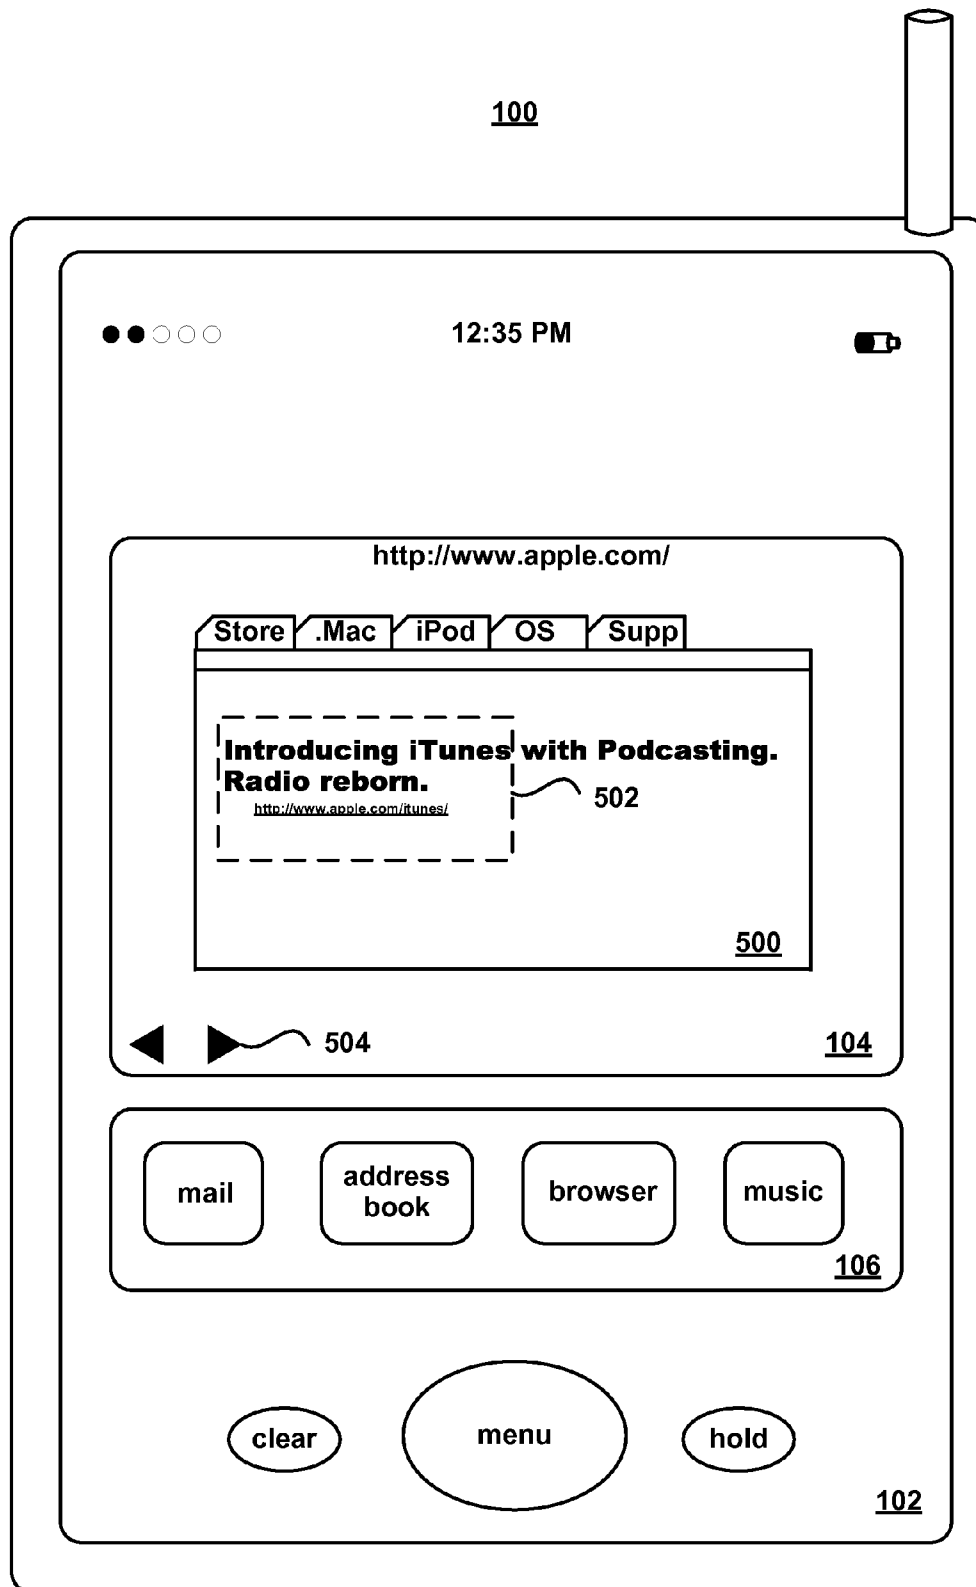 100
12:35 PM
http://www.apple.com/
Store .Mac iPod OS Supp
Introducing iTunes with Podcasting.
Radio reborn.
http://www.apple.com/itunes/
502
500
504
104
mail
address
book
browser
music
106
clear
menu
hold
102